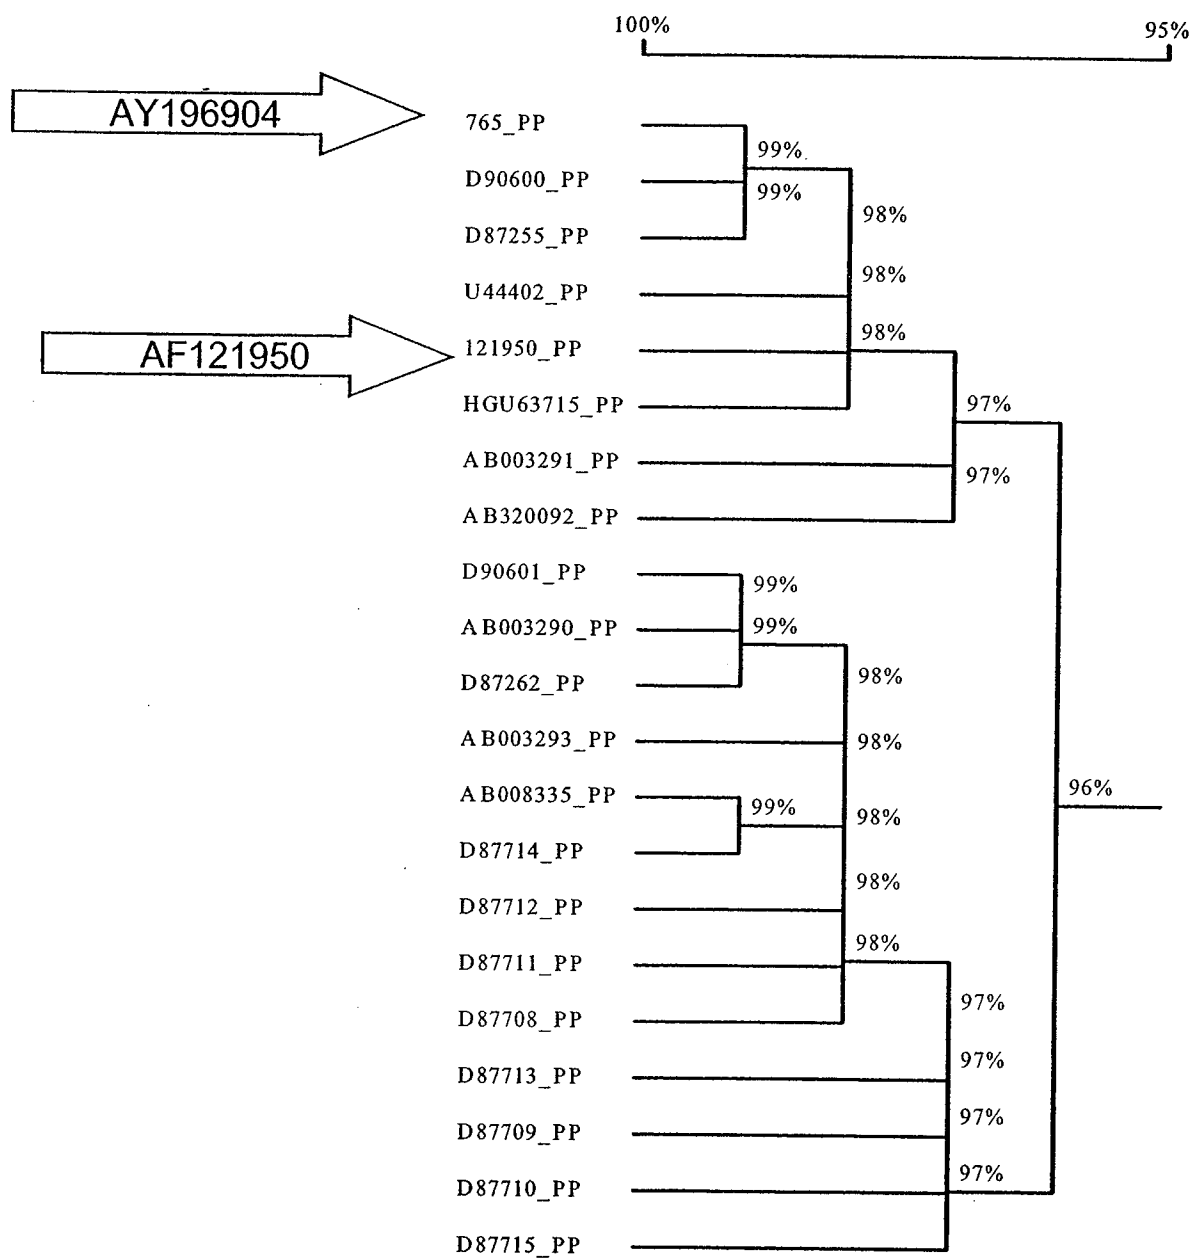 100% 95%
AY196904
765_PP
99%
D90600_PP
99%
98%
D87255_PP
98%
U44402_PP
98%
AF121950
121950_PP
HGU63715_PP
97%
AB003291_PP
97%
AB320092_PP
D90601_PP
99%
AB003290_PP
99%
98%
D87262_PP
98%
AB003293_PP
AB008335_PP
99%
98%
96%
D87714_PP
98%
D87712_PP
98%
D87711_PP
97%
D87708_PP
97%
D87713_PP
97%
D87709_PP
97%
D87710_PP
D87715_PP